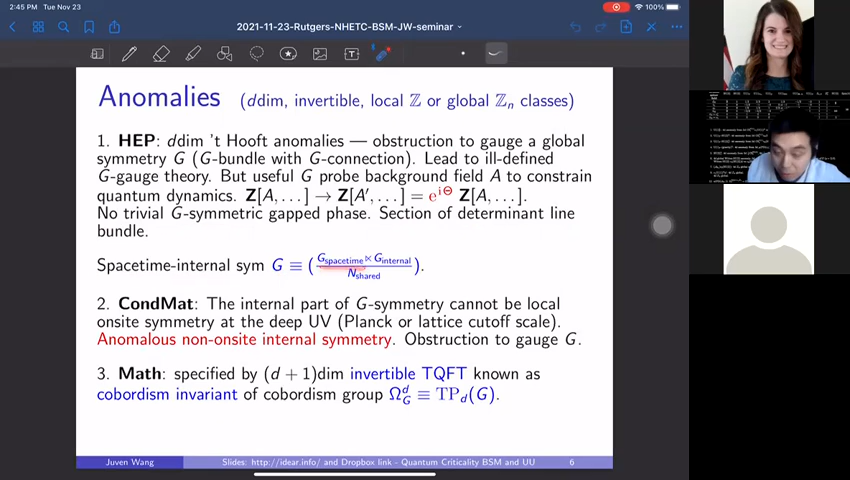 2:45 PM Tue Nov 23
100%
2021-11-23-Rutgers-NHETC-BSM-JW-seminar
Anomalies (ddim, invertible, local ℤ or global ℤₙ classes)
1. HEP: ddim 't Hooft anomalies — obstruction to gauge a global
symmetry G (G-bundle with G-connection). Lead to ill-defined
G-gauge theory. But useful G probe background field A to constrain
quantum dynamics. Z[A, . . .] → Z[A′, . . .] = e^{iΘ} Z[A, . . .].
No trivial G-symmetric gapped phase. Section of determinant line
bundle.
Spacetime-internal sym G ≡ (G_spacetime ⋉ G_internal / N_shared).
2. CondMat: The internal part of G-symmetry cannot be local
onsite symmetry at the deep UV (Planck or lattice cutoff scale).
Anomalous non-onsite internal symmetry. Obstruction to gauge G.
3. Math: specified by (d + 1)dim invertible TQFT known as
cobordism invariant of cobordism group Ω^d_G ≡ TP_d(G).
Juven Wang Slides: http://idear.info/ and Dropbox link - Quantum Criticality BSM and UU 6